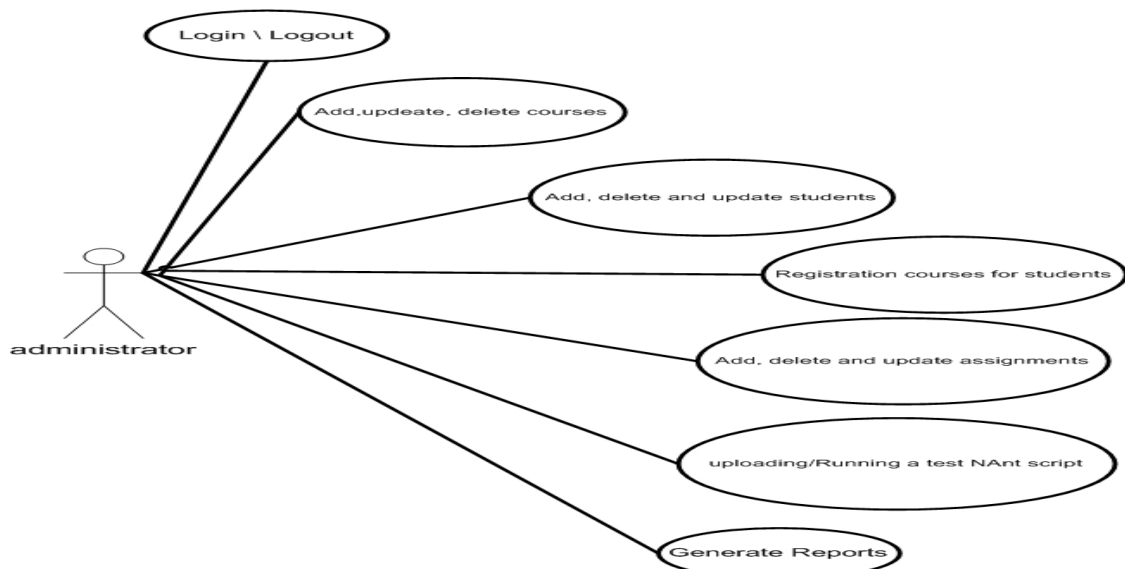 Login \ Logout
Add,updeate, delete courses
Add, delete and update students
Registration courses for students
administrator
Add, delete and update assignments
uploading/Running a test NAnt script
Generate Reports